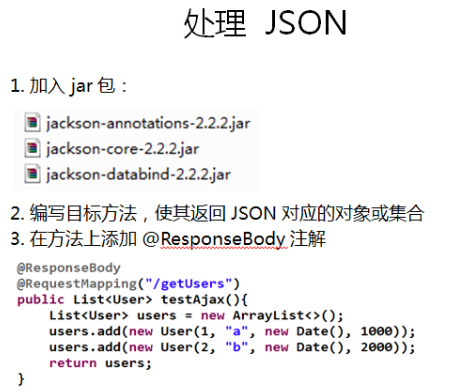 处理 JSON
1. 加入 jar 包：
jackson-annotations-2.2.2.jar
jackson-core-2.2.2.jar
jackson-databind-2.2.2.jar
2. 编写目标方法，使其返回 JSON 对应的对象或集合
3. 在方法上添加 @ResponseBody 注解
@ResponseBody
@RequestMapping("/getUsers")
public List<User> testAjax(){
List<User> users = new ArrayList<>();
users.add(new User(1, "a", new Date(), 1000));
users.add(new User(2, "b", new Date(), 2000));
return users;
}